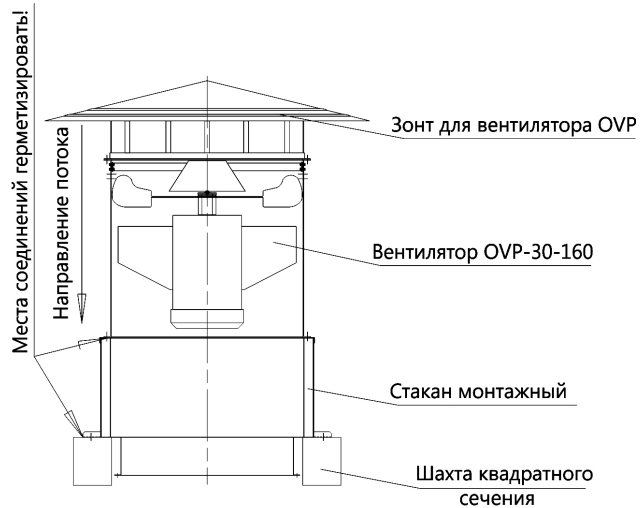 Места соединений герметизировать!
Направление потока
Зонт для вентилятора OVP
Вентилятор OVP-30-160
Стакан монтажный
Шахта квадратного
сечения